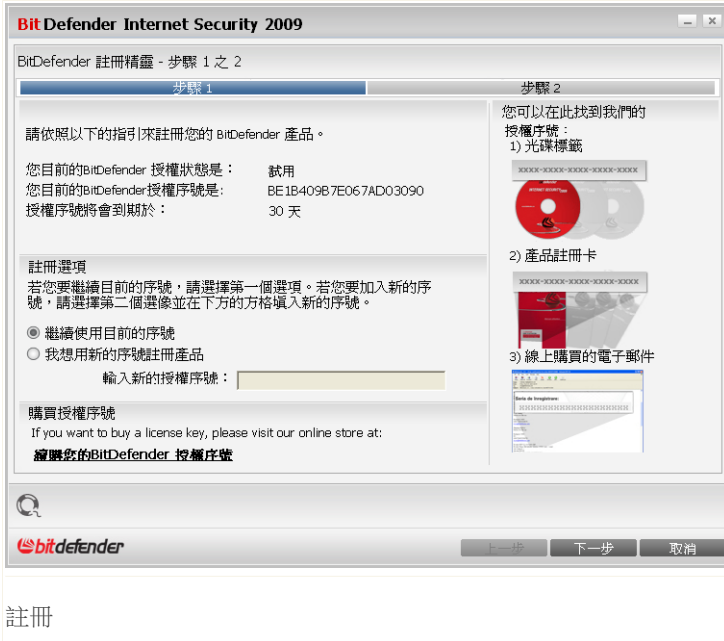 BitDefender Internet Security 2009
BitDefender 註冊精靈 - 步驟 1 之 2
步驟 1
步驟 2
請依照以下的指引來註冊您的 BitDefender 產品。
您目前的BitDefender 授權狀態是： 試用
您目前的BitDefender授權序號是: BE1B409B7E067AD03090
授權序號將會到期於： 30 天
註冊選項
若您要繼續目前的序號，請選擇第一個選項。若您要加入新的序
號，請選擇第二個選像並在下方的方格填入新的序號。
繼續使用目前的序號
我想用新的序號註冊產品
輸入新的授權序號：
購買授權序號
If you want to buy a license key, please visit our online store at:
續購您的BitDefender 授權序號
您可以在此找到我們的
授權序號：
1) 光碟標籤
XXXX-XXXX-XXXX-XXXX-XXXX
INTERNET SECURITY
2) 產品註冊卡
XXXX-XXXX-XXXX-XXXX-XXXX
3) 線上購買的電子郵件
bitdefender
上一步
下一步
取消
註冊